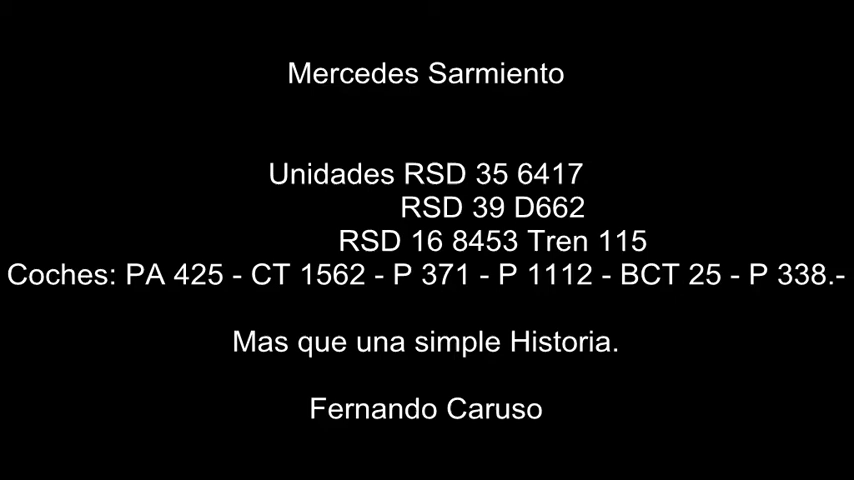 Mercedes Sarmiento
Unidades RSD 35 6417
RSD 39 D662
RSD 16 8453 Tren 115
Coches: PA 425 - CT 1562 - P 371 - P 1112 - BCT 25 - P 338.-
Mas que una simple Historia.
Fernando Caruso